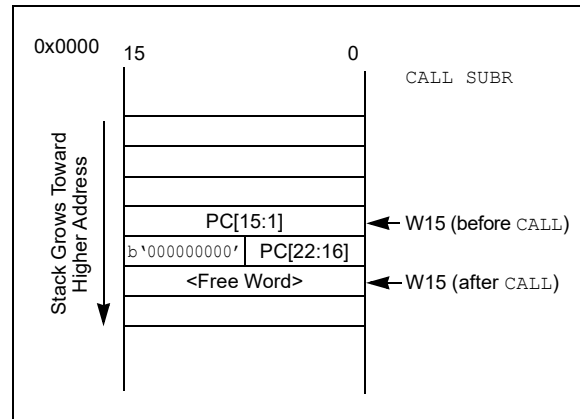 0x0000
15 0
CALL SUBR
Stack Grows Toward
Higher Address
PC[15:1]
W15 (before CALL)
b‘000000000’ PC[22:16]
<Free Word>
W15 (after CALL)